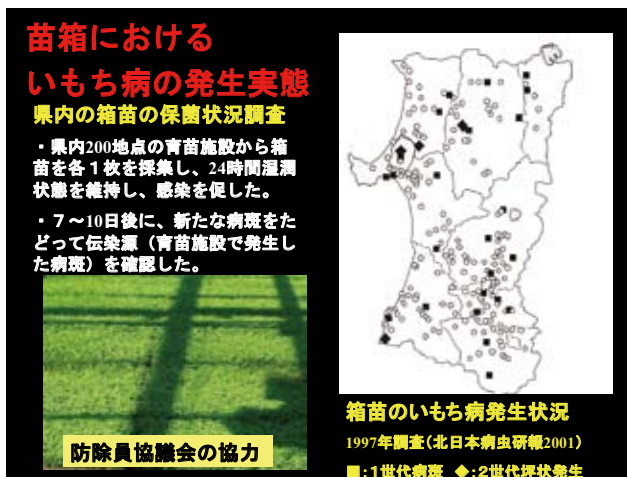 苗箱における
いもち病の発生実態
県内の箱苗の保菌状況調査
・県内200地点の育苗施設から箱
苗を各１枚を採集し、24時間湿潤
状態を維持し、感染を促した。
・７～10日後に、新たな病斑をた
どって伝染源（育苗施設で発生し
た病斑）を確認した。
防除員協議会の協力
箱苗のいもち病発生状況
1997年調査（北日本病虫研報2001）
■：1世代病斑 ◆：2世代坪状発生